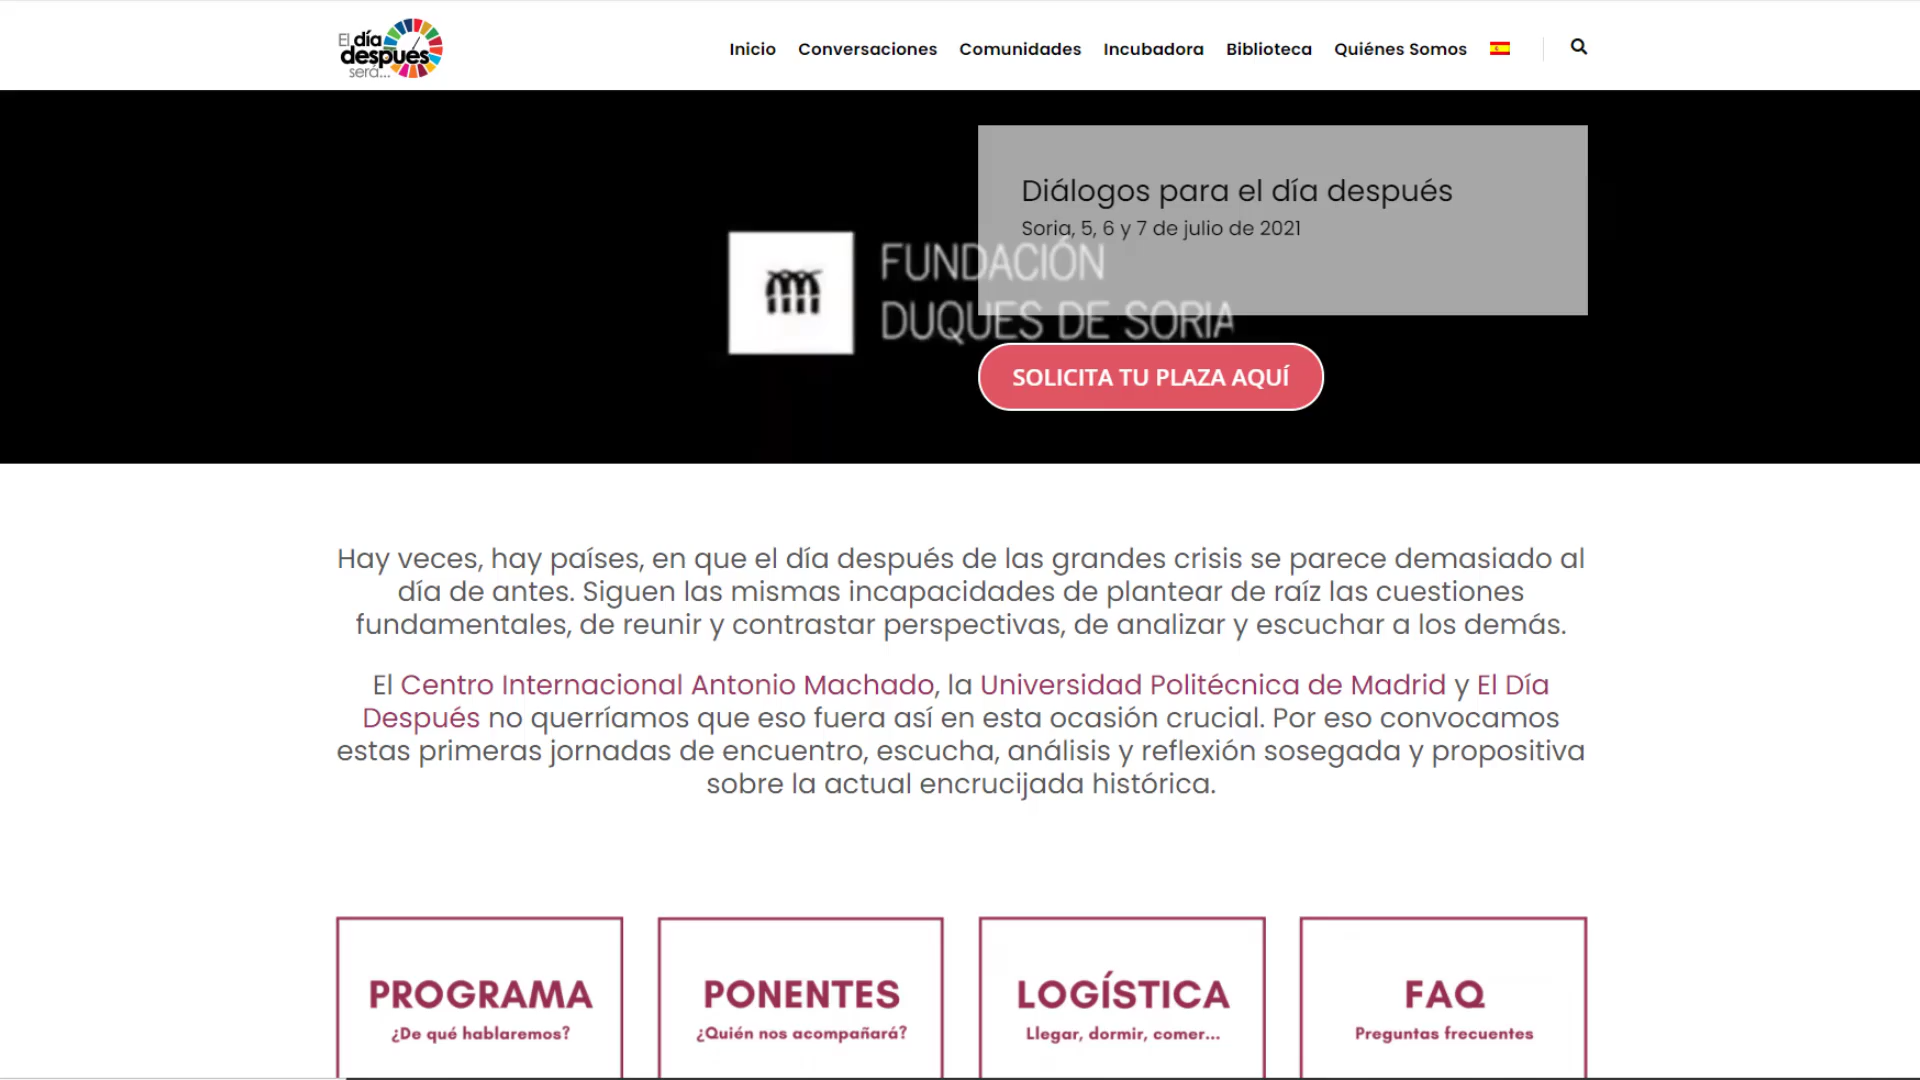 El día
después
será...
Inicio Conversaciones Comunidades Incubadora Biblioteca Quiénes Somos
Diálogos para el día después
Soria, 5, 6 y 7 de julio de 2021
FUNDACIÓN
DUQUES DE SORIA
SOLICITA TU PLAZA AQUÍ
Hay veces, hay países, en que el día después de las grandes crisis se parece demasiado al
día de antes. Siguen las mismas incapacidades de plantear de raíz las cuestiones
fundamentales, de reunir y contrastar perspectivas, de analizar y escuchar a los demás.
El Centro Internacional Antonio Machado, la Universidad Politécnica de Madrid y El Día
Después no querríamos que eso fuera así en esta ocasión crucial. Por eso convocamos
estas primeras jornadas de encuentro, escucha, análisis y reflexión sosegada y propositiva
sobre la actual encrucijada histórica.
PROGRAMA
¿De qué hablaremos?
PONENTES
¿Quién nos acompañará?
LOGÍSTICA
Llegar, dormir, comer...
FAQ
Preguntas frecuentes